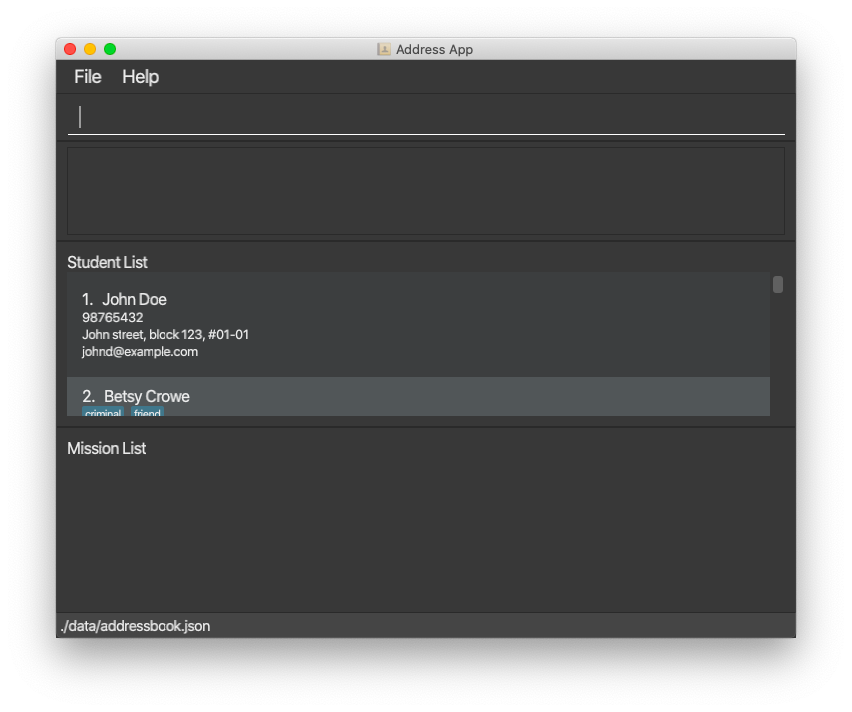 Address App
File Help
Student List
1. John Doe
98765432
John street, block 123, #01-01
johnd@example.com
2. Betsy Crowe
criminal friend
Mission List
./data/addressbook.json